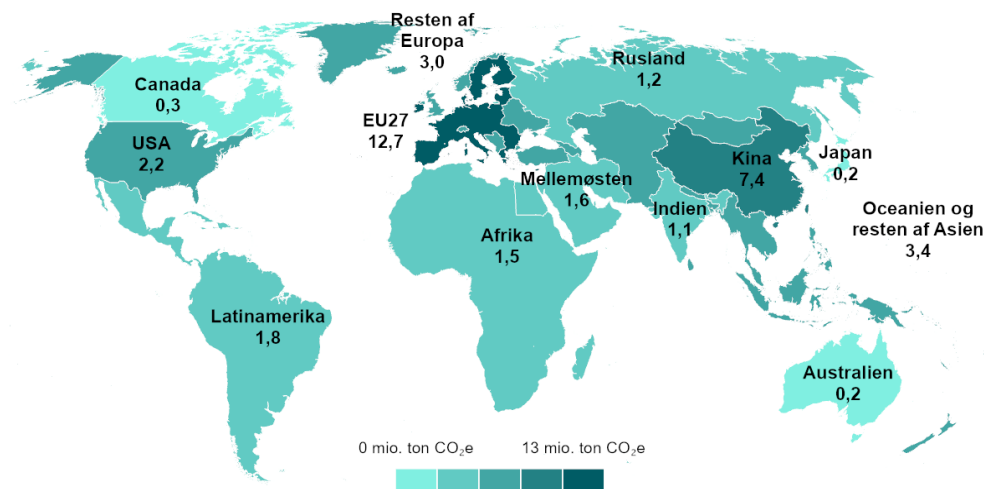 Resten af
Europa
3,0
Rusland
1,2
Canada
0,3
EU27
12,7
USA
2,2
Kina
7,4
Japan
0,2
Mellemøsten
1,6
Indien
1,1
Oceanien og
resten af Asien
3,4
Afrika
1,5
Latinamerika
1,8
Australien
0,2
0 mio. ton CO₂e
13 mio. ton CO₂e